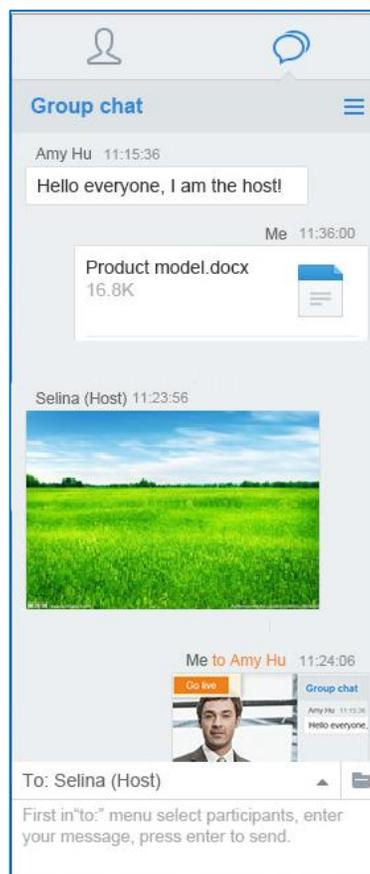 Group chat
Amy Hu 11:15:36
Hello everyone, I am the host!
Me 11:36:00
Product model.docx
16.8K
Selina (Host) 11:23:56
Me to Amy Hu 11:24:06
Go live
Group chat
Amy Hu 11:15:36
Hello everyone,
To: Selina (Host)
First in“to:” menu select participants, enter
your message, press enter to send.